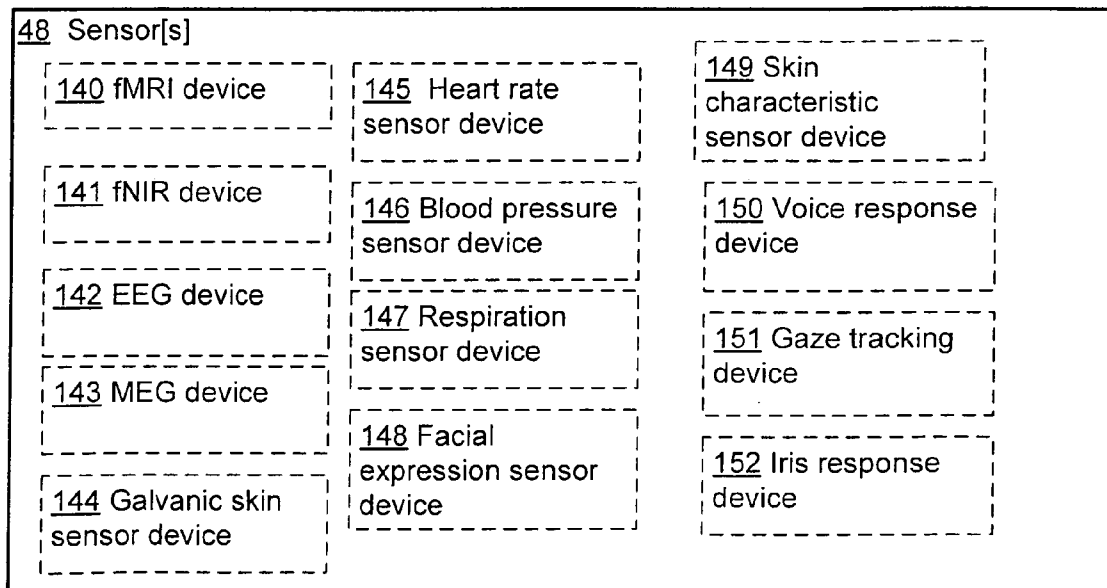 48 Sensor[s]
140 fMRI device
141 fNIR device
142 EEG device
143 MEG device
144 Galvanic skin
sensor device
145 Heart rate
sensor device
146 Blood pressure
sensor device
147 Respiration
sensor device
148 Facial
expression sensor
device
149 Skin
characteristic
sensor device
150 Voice response
device
151 Gaze tracking
device
152 Iris response
device